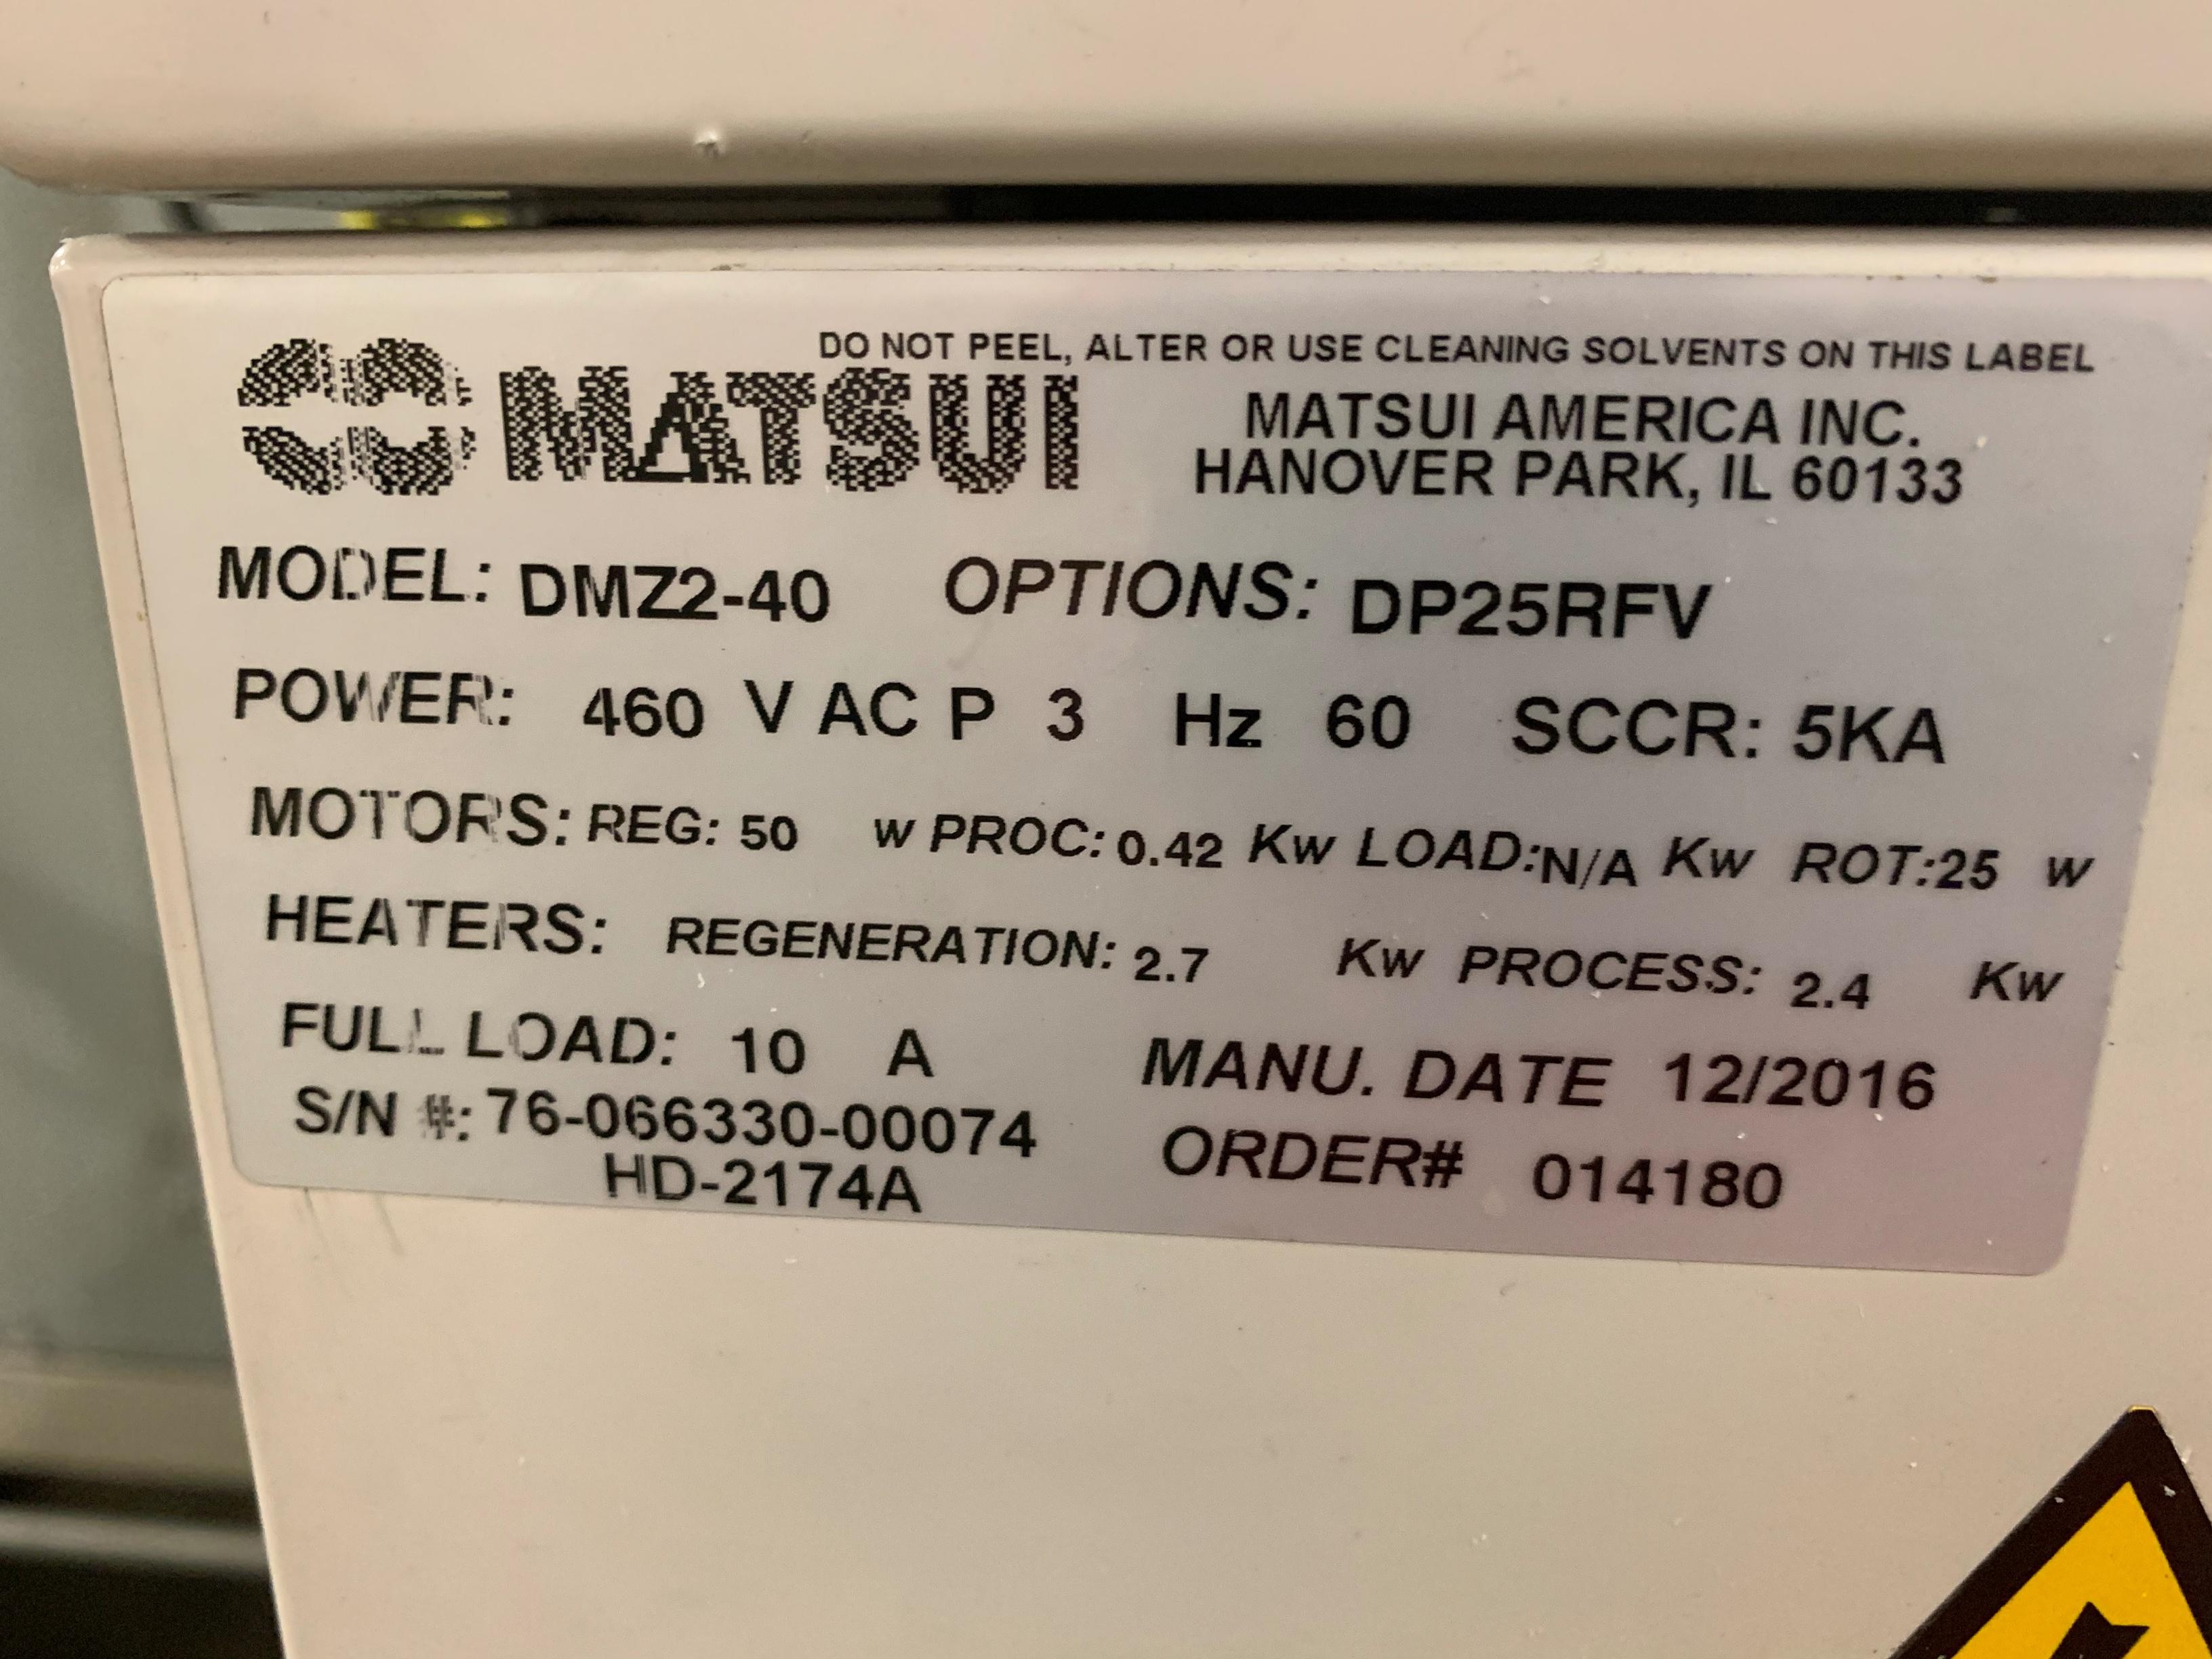 DO NOT PEEL, ALTER OR USE CLEANING SOLVENTS ON THIS LABEL
MATSUI
MATSUI AMERICA INC.
HANOVER PARK, IL 60133
MODEL: DMZ2-40 OPTIONS: DP25RFV
POWER: 460 V AC P 3 Hz 60 SCCR: 5KA
MOTORS: REG: 50 w PROC: 0.42 Kw LOAD: N/A Kw ROT: 25 w
HEATERS: REGENERATION: 2.7 Kw PROCESS: 2.4 Kw
FULL LOAD: 10 A MANU. DATE 12/2016
S/N #: 76-066330-00074
HD-2174A
ORDER# 014180